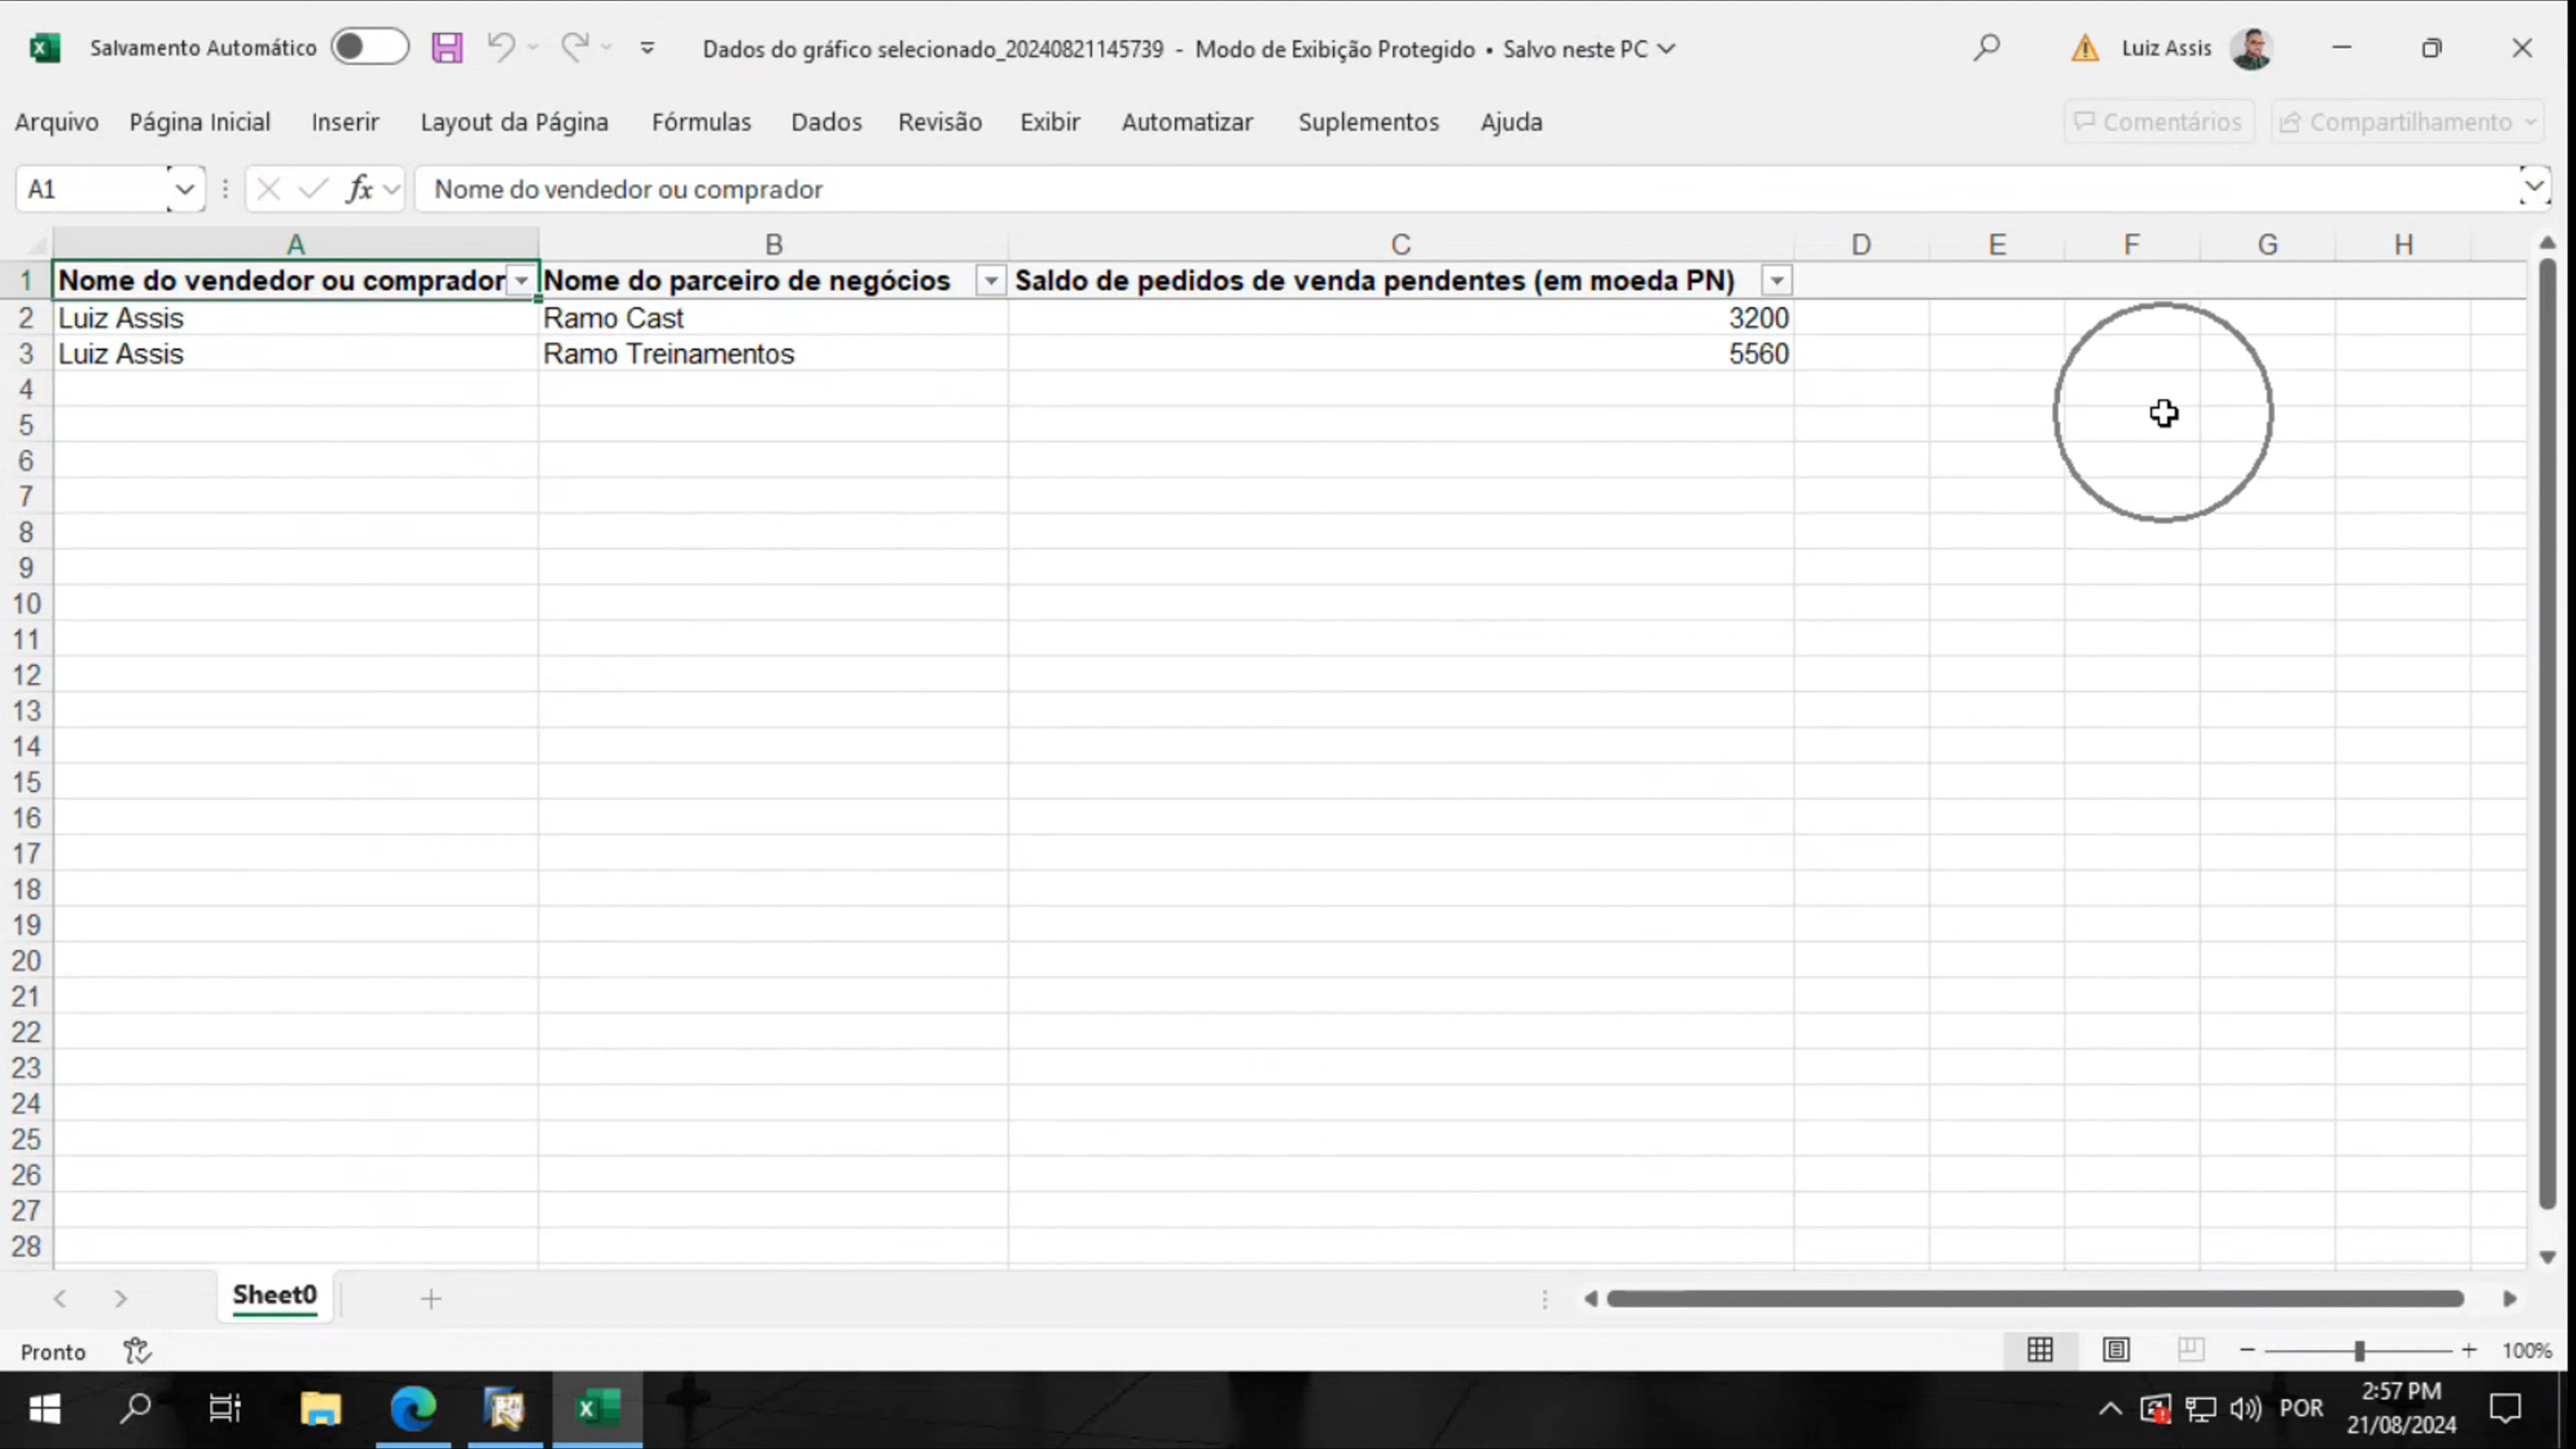 Salvamento Automático
Dados do gráfico selecionado_20240821145739 - Modo de Exibição Protegido • Salvo neste PC
Luiz Assis
Arquivo Página Inicial Inserir Layout da Página Fórmulas Dados Revisão Exibir Automatizar Suplementos Ajuda
Comentários Compartilhamento
A1 fx Nome do vendedor ou comprador
A B C D E F G H
1 Nome do vendedor ou comprador Nome do parceiro de negócios Saldo de pedidos de venda pendentes (em moeda PN)
2 Luiz Assis Ramo Cast 3200
3 Luiz Assis Ramo Treinamentos 5560
4
5
6
7
8
9
10
11
12
13
14
15
16
17
18
19
20
21
22
23
24
25
26
27
28
Sheet0
Pronto
100%
POR
2:57 PM
21/08/2024